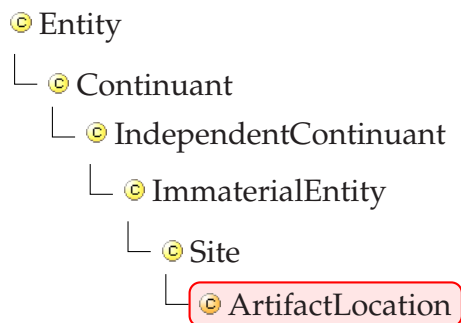 Entity
Continuant
IndependentContinuant
ImmaterialEntity
Site
ArtifactLocation